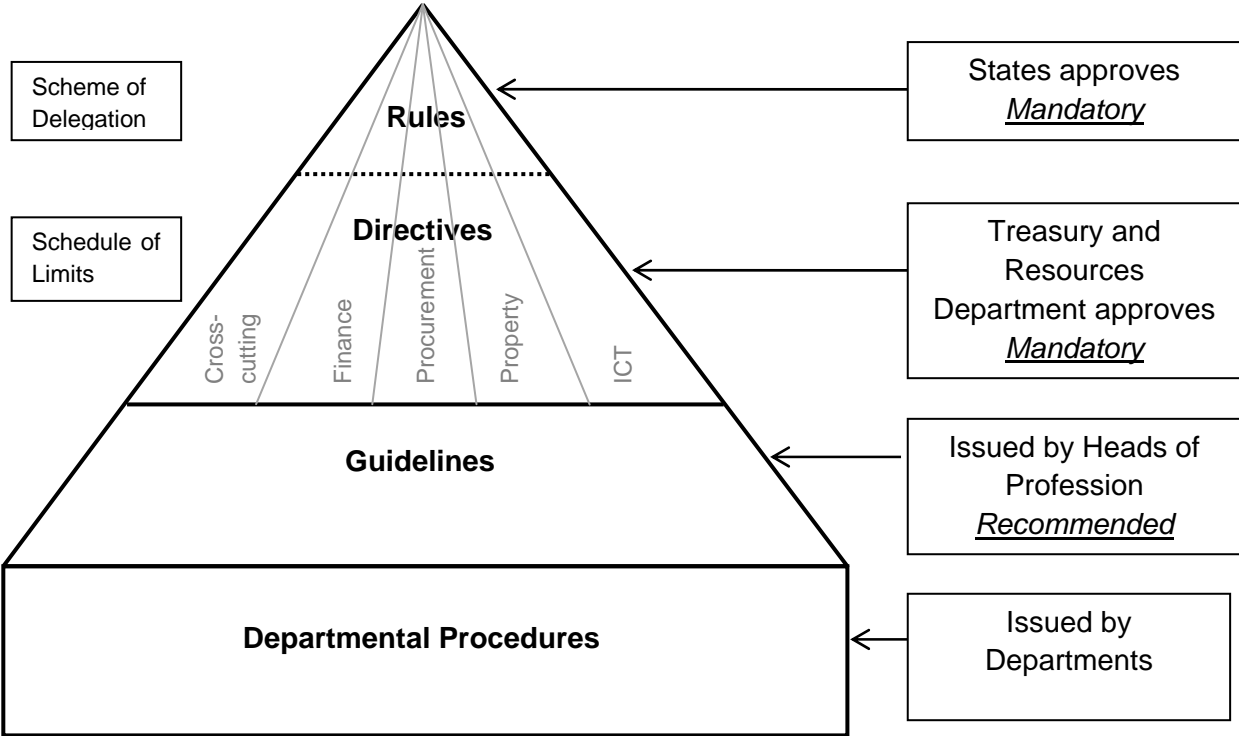 Scheme of
Delegation
Schedule of
Limits
Rules
Directives
Cross-
cutting
Finance
Procurement
Property
ICT
Guidelines
Departmental Procedures
States approves
Mandatory
Treasury and
Resources
Department approves
Mandatory
Issued by Heads of
Profession
Recommended
Issued by
Departments